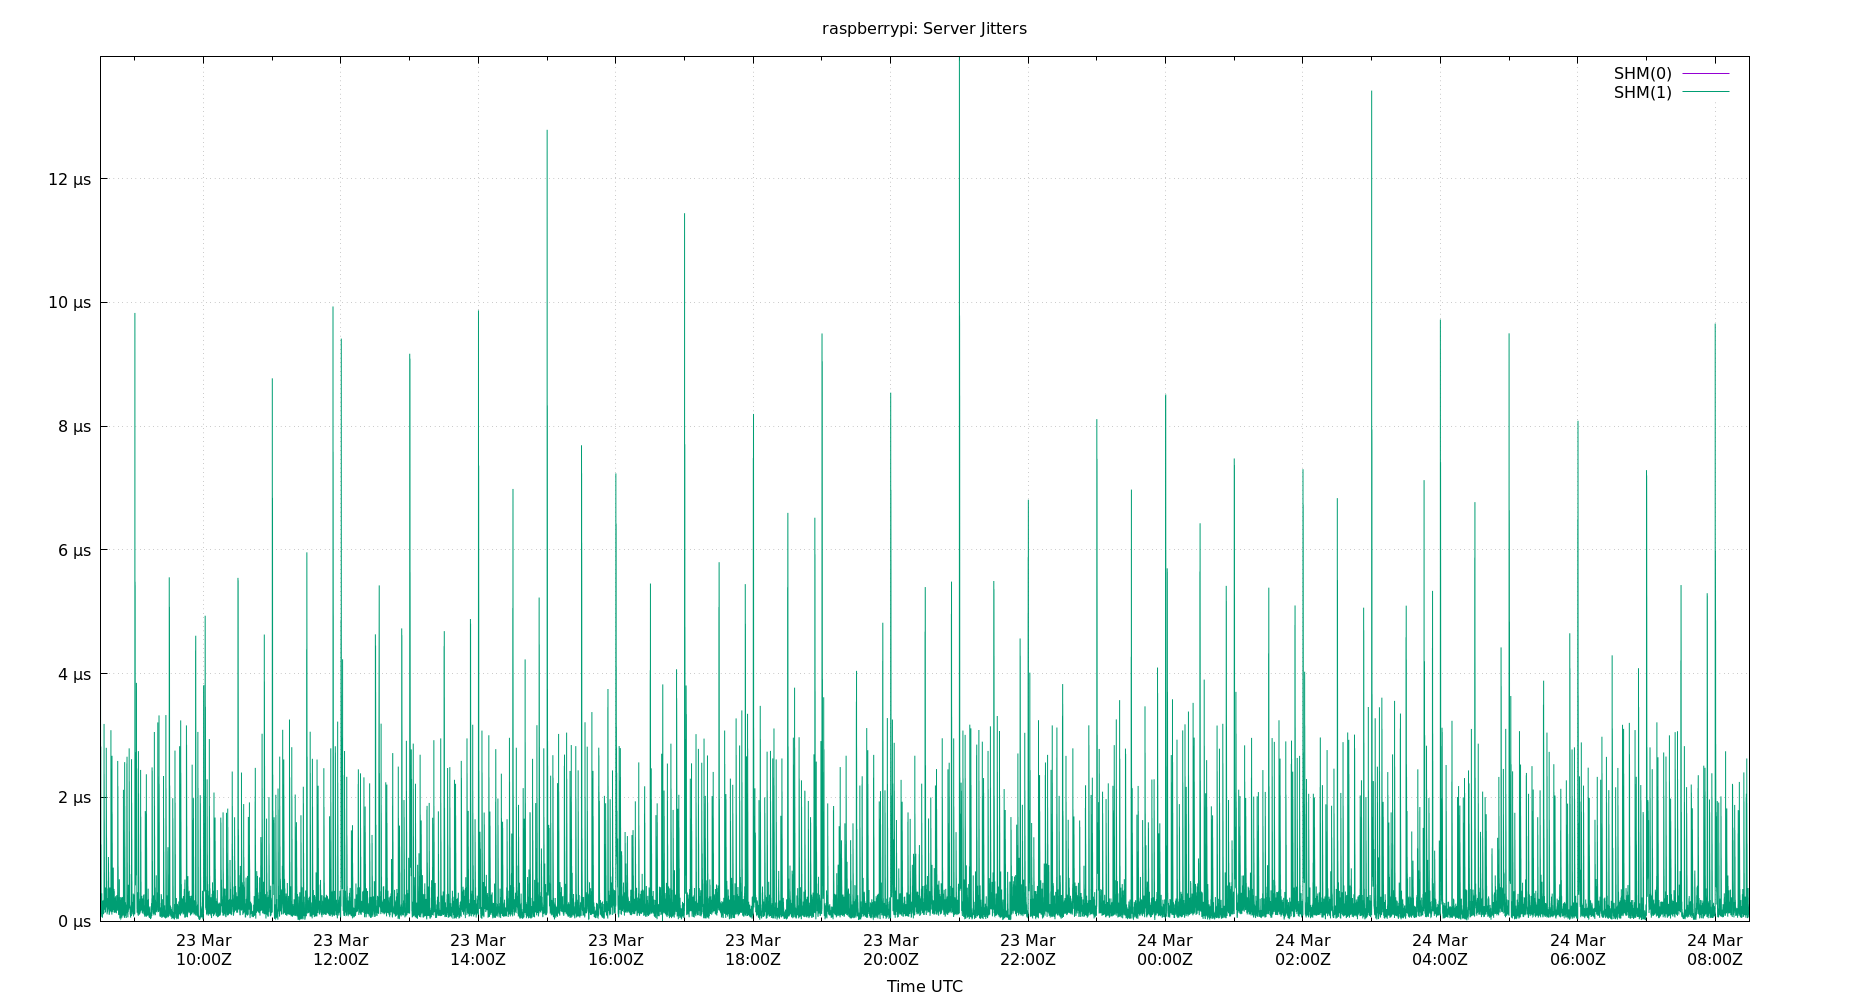 raspberrypi: Server Jitters
SHM(0)
SHM(1)
12 µs
10 µs
8 µs
6 µs
4 µs
2 µs
0 µs
23 Mar 23 Mar 23 Mar 23 Mar 23 Mar 23 Mar 23 Mar 24 Mar 24 Mar 24 Mar 24 Mar 24 Mar
10:00Z 12:00Z 14:00Z 16:00Z 18:00Z 20:00Z 22:00Z 00:00Z 02:00Z 04:00Z 06:00Z 08:00Z
Time UTC